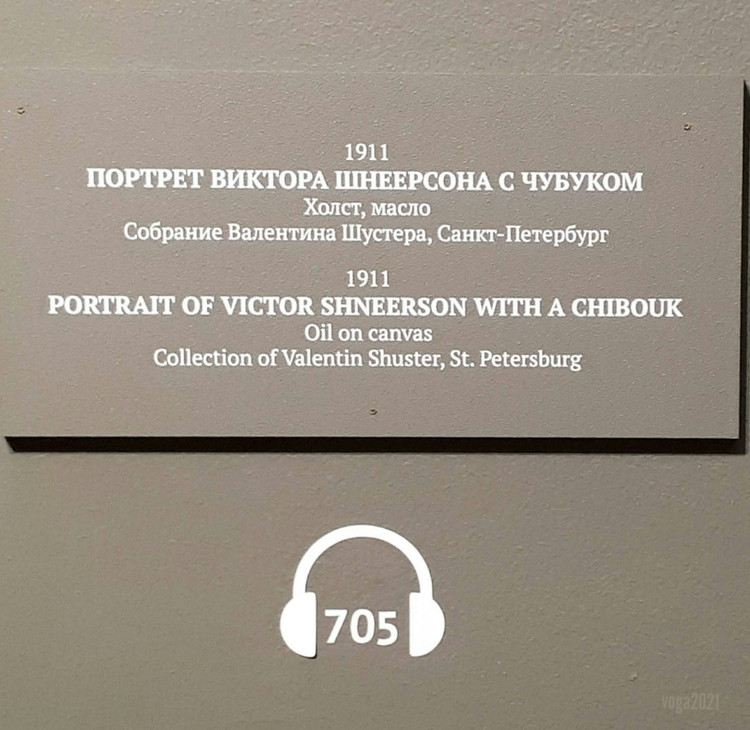 1911
ПОРТРЕТ ВИКТОРА ШНЕЕРСОНА С ЧУБУКОМ
Холст, масло
Собрание Валентина Шустера, Санкт-Петербург
1911
PORTRAIT OF VICTOR SHNEERSON WITH A CHIBOUK
Oil on canvas
Collection of Valentin Shuster, St. Petersburg
705
voga2021